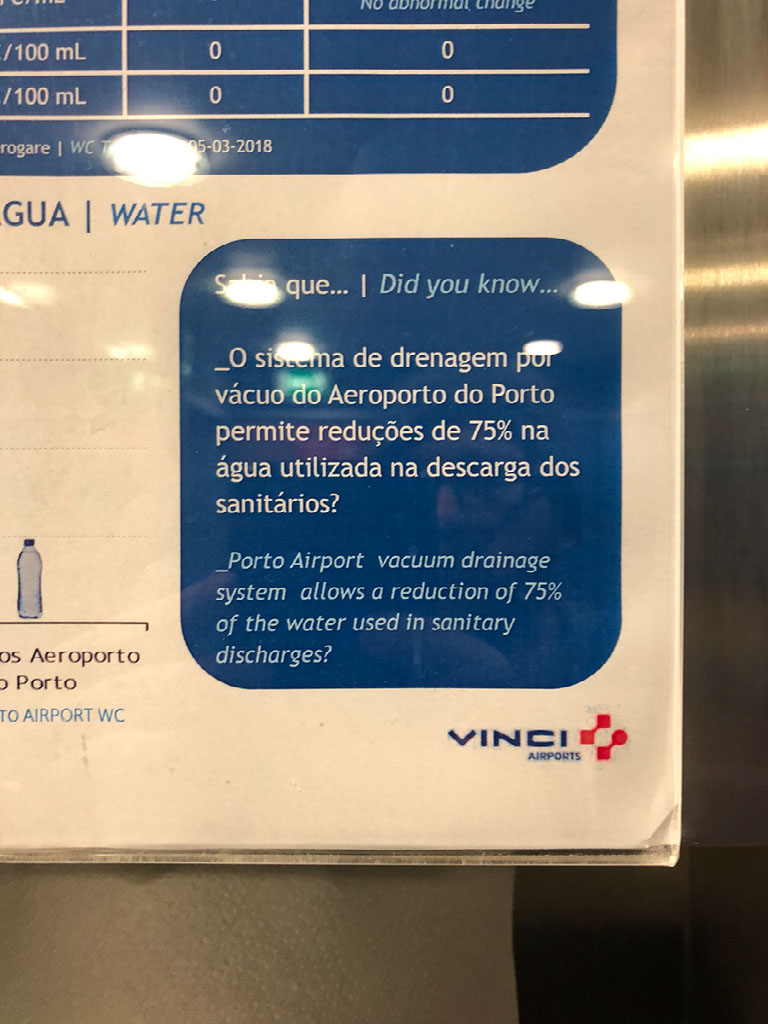 No abnormal change
/100 mL 0 0
/100 mL 0 0
rogare | WC 05-03-2018
ÁGUA | WATER
Sabia que... | Did you know...
_O sistema de drenagem por
vácuo do Aeroporto do Porto
permite reduções de 75% na
água utilizada na descarga dos
sanitários?
_Porto Airport vacuum drainage
system allows a reduction of 75%
of the water used in sanitary
discharges?
os Aeroporto
o Porto
TO AIRPORT WC
VINCI
AIRPORTS